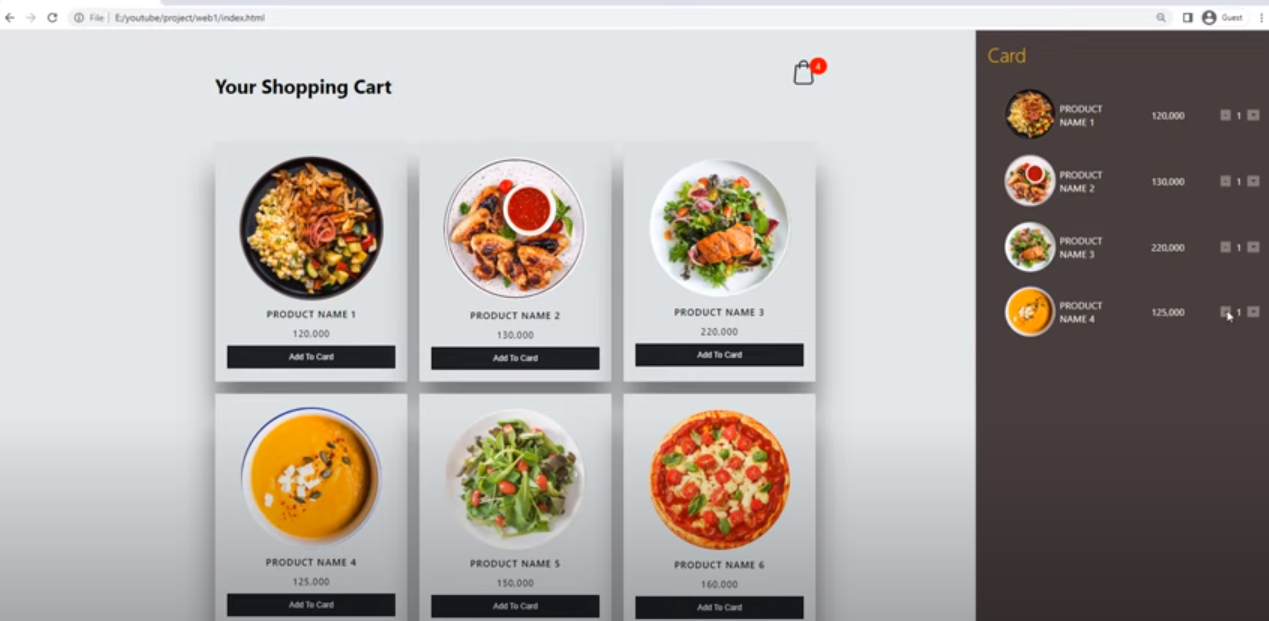 File | E:/youtube/project/web1/index.html
Guest
Your Shopping Cart
4
PRODUCT NAME 1
120.000
Add To Card
PRODUCT NAME 2
130.000
Add To Card
PRODUCT NAME 3
220.000
Add To Card
PRODUCT NAME 4
125.000
Add To Card
PRODUCT NAME 5
150.000
Add To Card
PRODUCT NAME 6
160.000
Add To Card
Card
PRODUCT
NAME 1
120,000
1
PRODUCT
NAME 2
130,000
1
PRODUCT
NAME 3
220,000
1
PRODUCT
NAME 4
125,000
1